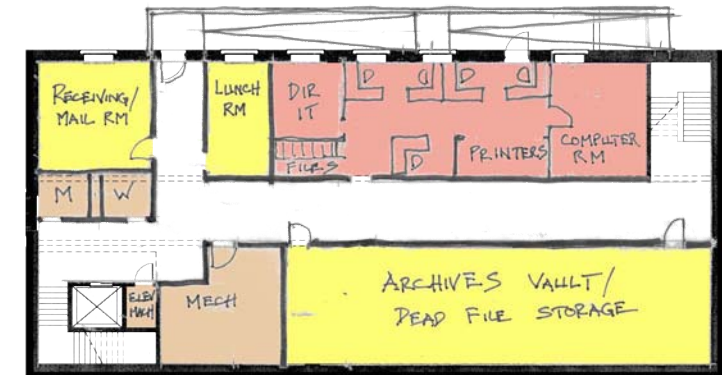 RECEIVING/
MAIL RM
LUNCH
RM
DIR
IT
FILES
D
D
D
D
D
PRINTERS
COMPUTER
RM
M
W
ELEV
MACH
MECH
ARCHIVES VAULT/
DEAD FILE STORAGE